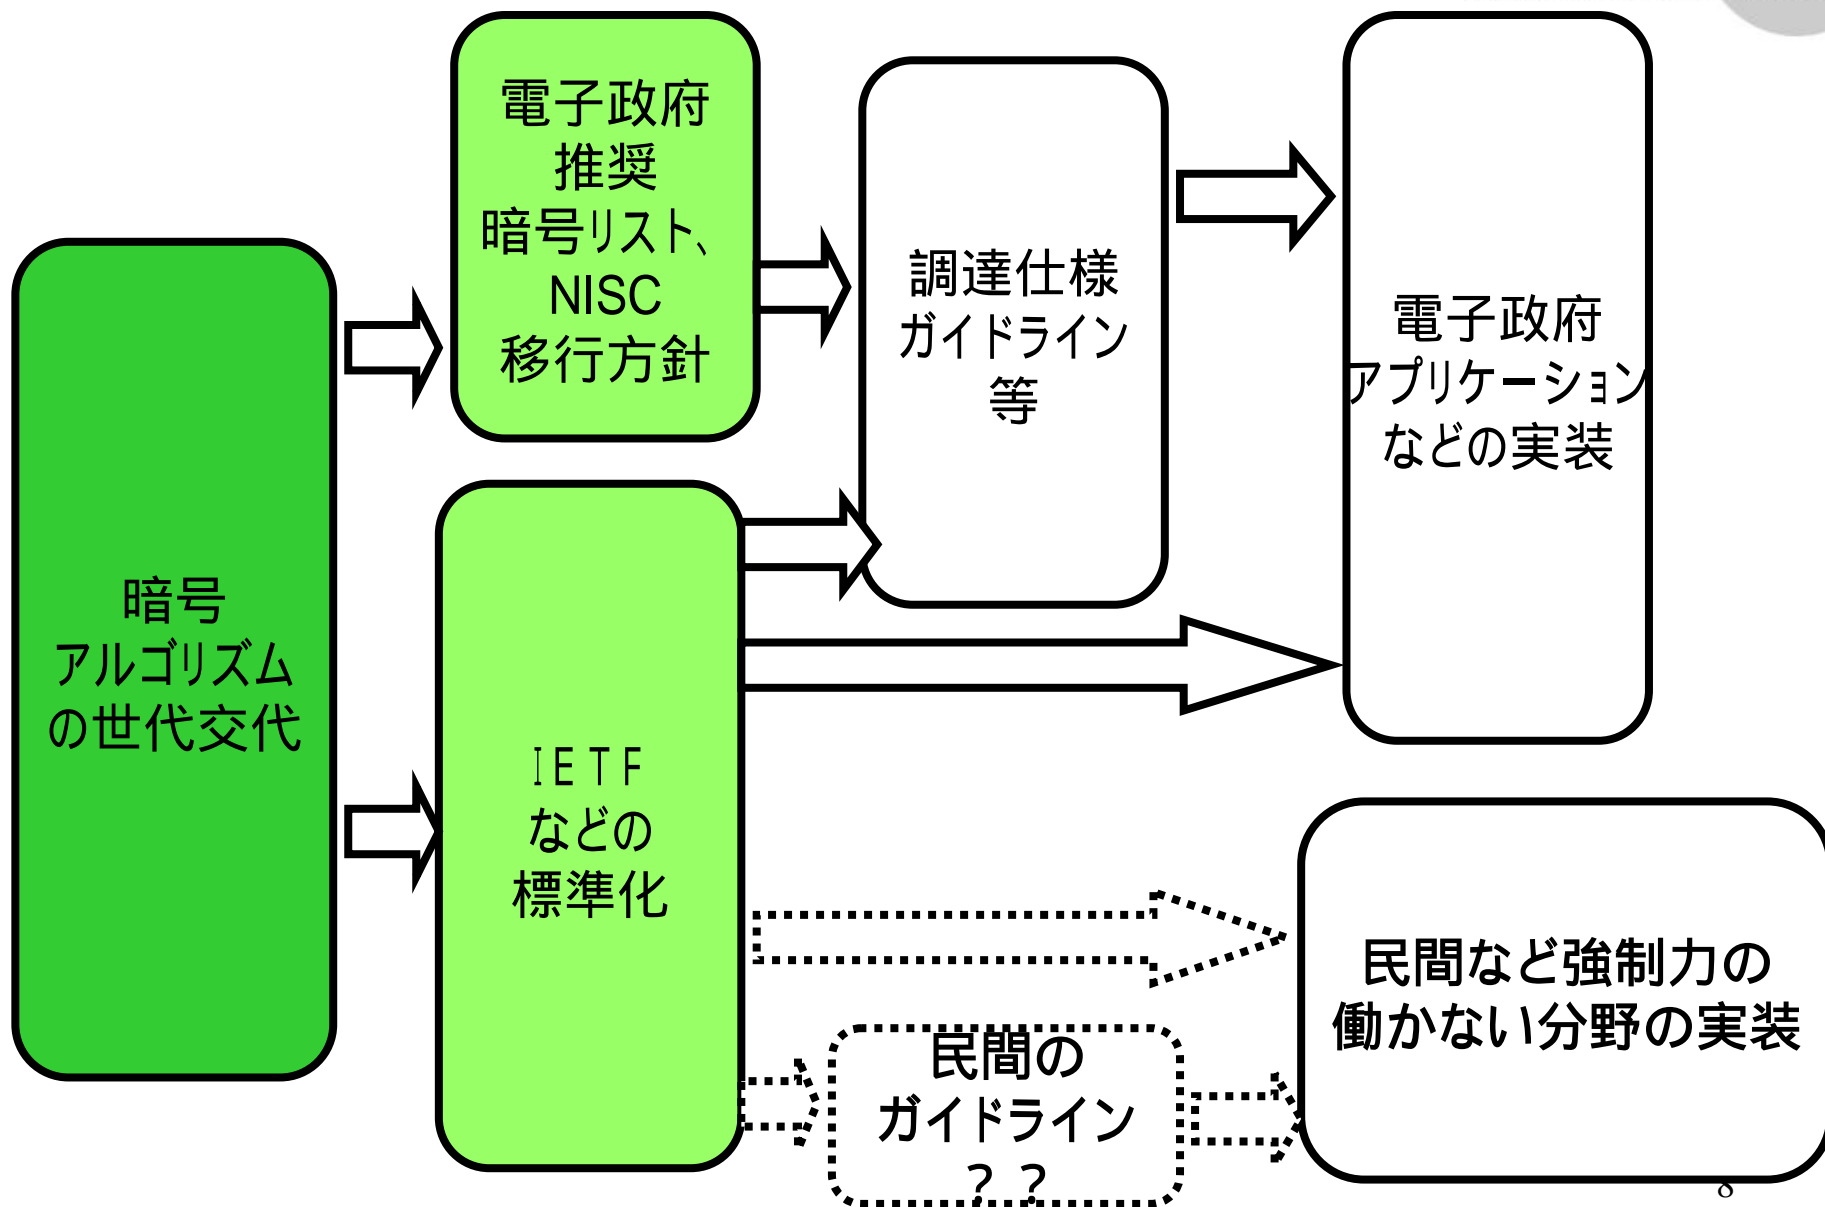 電子政府
推奨
暗号リスト、
NISC
移行方針
調達仕様
ガイドライン
等
電子政府
アプリケーション
などの実装
暗号
アルゴリズム
の世代交代
ＩＥＴＦ
などの
標準化
民間など強制力の
働かない分野の実装
民間の
ガイドライン
？？
8